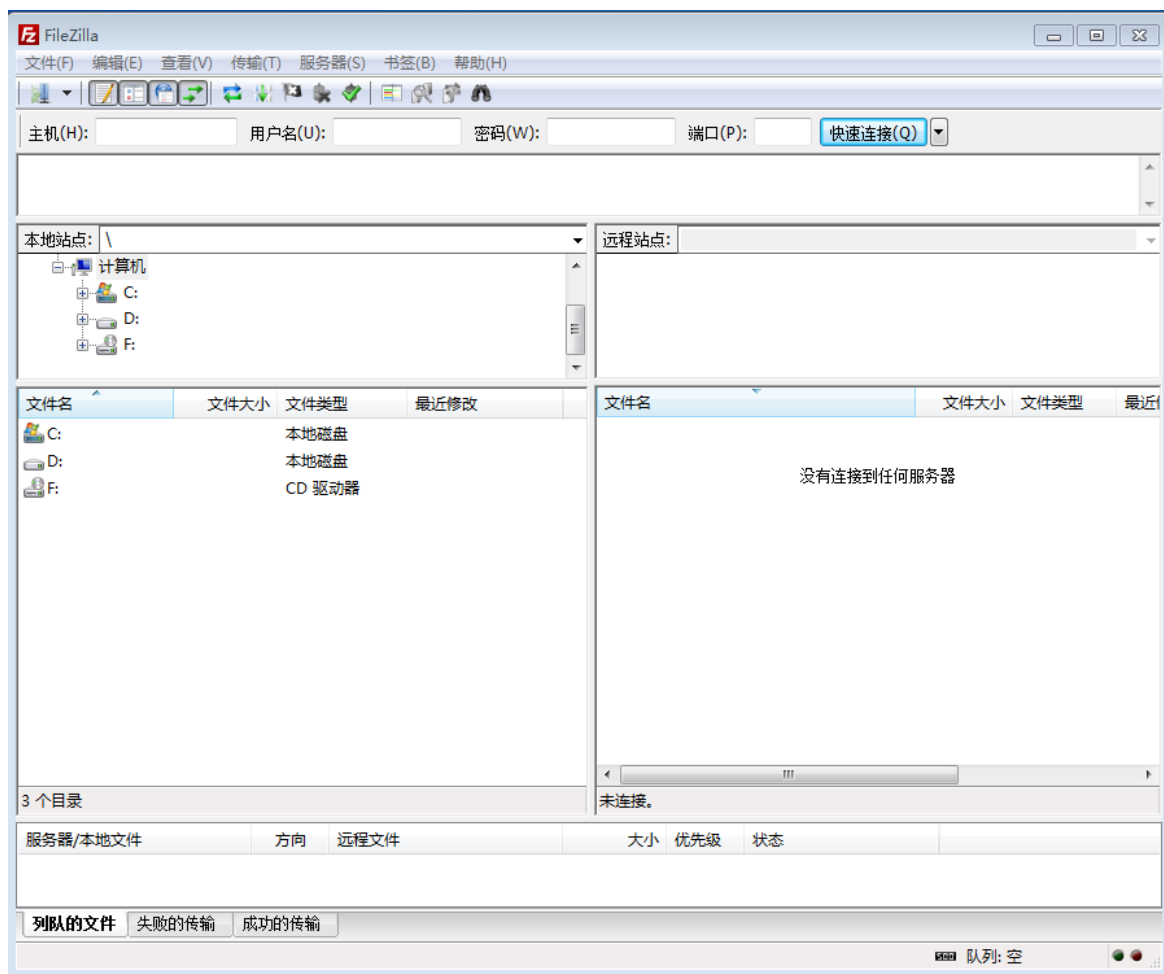 FileZilla
文件(F) 编辑(E) 查看(V) 传输(T) 服务器(S) 书签(B) 帮助(H)
主机(H): 用户名(U): 密码(W): 端口(P): 快速连接(Q)
本地站点: \
计算机
C:
D:
F:
文件名 文件大小 文件类型 最近修改
C: 本地磁盘
D: 本地磁盘
F: CD 驱动器
3 个目录
远程站点:
文件名 文件大小 文件类型 最近
没有连接到任何服务器
未连接。
服务器/本地文件 方向 远程文件 大小 优先级 状态
列队的文件 失败的传输 成功的传输
队列: 空